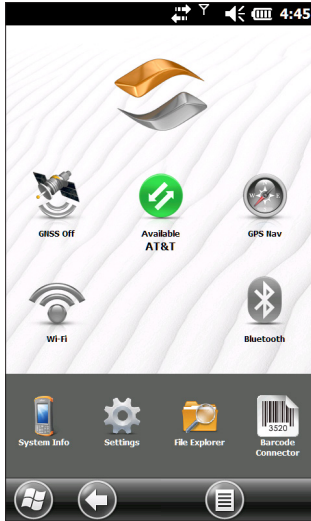 4:45
GNSS Off
Available
AT&T
GPS Nav
W
E
Wi-Fi
Bluetooth
System Info
Settings
File Explorer
3520
Barcode
Connector